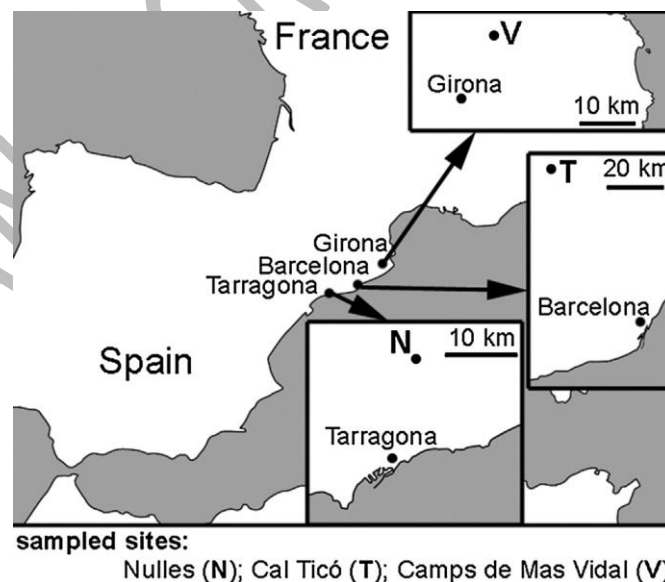 France
V
Girona
10 km
T
20 km
Girona
Barcelona
Tarragona
Barcelona
N
10 km
Spain
Tarragona
sampled sites:
Nulles (N); Cal Ticó (T); Camps de Mas Vidal (V)